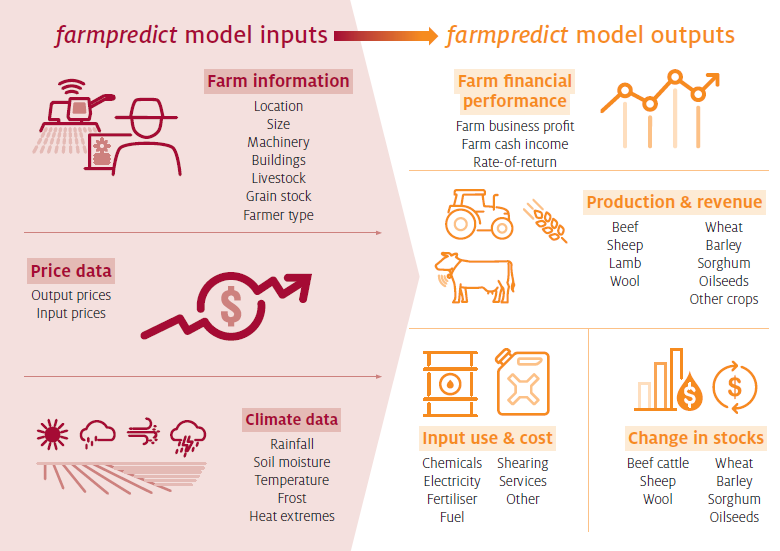 farmpredict model inputs
farmpredict model outputs
Farm information
Location
Size
Machinery
Buildings
Livestock
Grain stock
Farmer type
Price data
Output prices
Input prices
$
Climate data
Rainfall
Soil moisture
Temperature
Frost
Heat extremes
Farm financial
performance
Farm business profit
Farm cash income
Rate-of-return
Production & revenue
Beef
Sheep
Lamb
Wool
Wheat
Barley
Sorghum
Oilseeds
Other crops
Input use & cost
Chemicals
Electricity
Fertiliser
Fuel
Shearing
Services
Other
$
$
Change in stocks
Beef cattle
Sheep
Wool
Wheat
Barley
Sorghum
Oilseeds